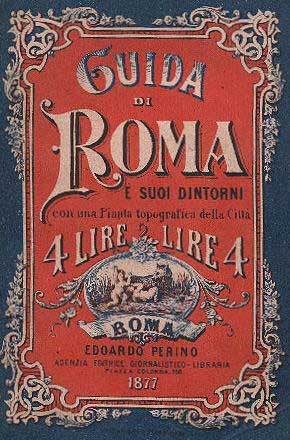 GUIDA
DI
ROMA
E SUOI DINTORNI
con una Pianta topografica della Città
4 LIRE LIRE 4
ROMA
EDOARDO PERINO
AGENZIA EDITRICE GIORNALISTICO-LIBRARIA
PIAZZA COLONNA,
1877